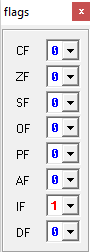 flags x
CF 0
ZF 0
SF 0
OF 0
PF 0
AF 0
IF 1
DF 0